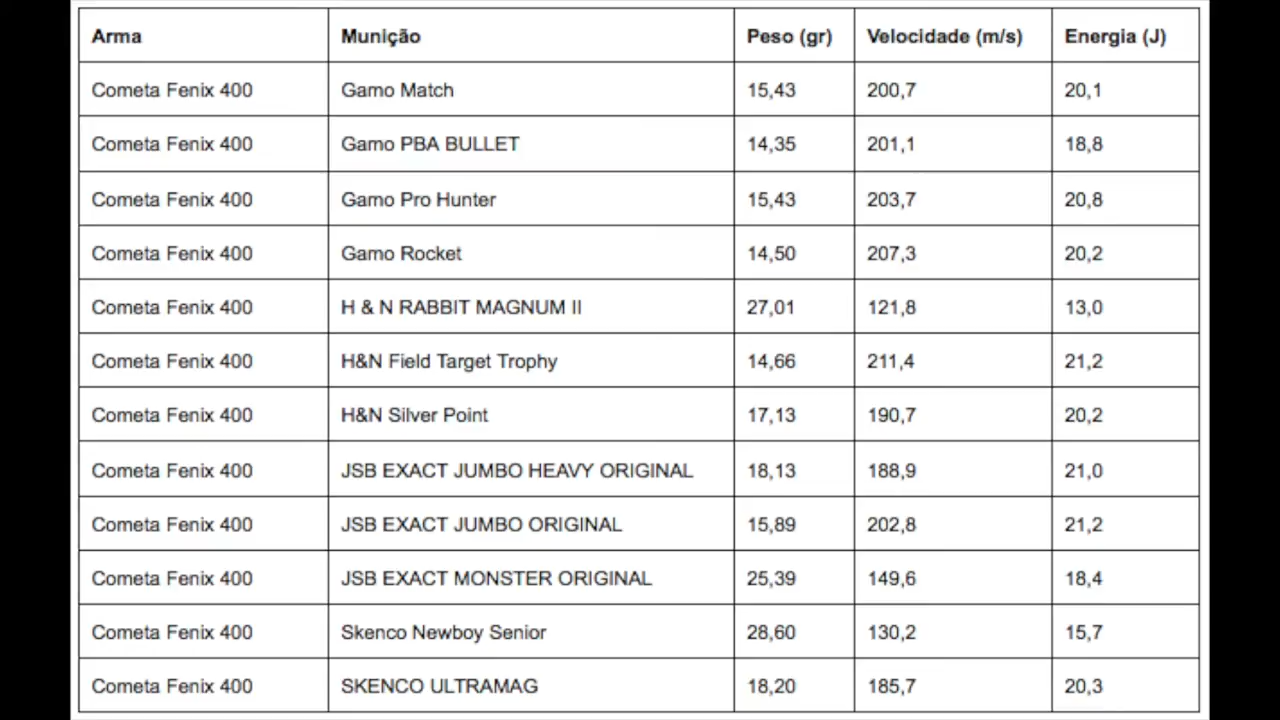 Arma Munição Peso (gr) Velocidade (m/s) Energia (J)
Cometa Fenix 400 Gamo Match 15,43 200,7 20,1
Cometa Fenix 400 Gamo PBA BULLET 14,35 201,1 18,8
Cometa Fenix 400 Gamo Pro Hunter 15,43 203,7 20,8
Cometa Fenix 400 Gamo Rocket 14,50 207,3 20,2
Cometa Fenix 400 H & N RABBIT MAGNUM II 27,01 121,8 13,0
Cometa Fenix 400 H&N Field Target Trophy 14,66 211,4 21,2
Cometa Fenix 400 H&N Silver Point 17,13 190,7 20,2
Cometa Fenix 400 JSB EXACT JUMBO HEAVY ORIGINAL 18,13 188,9 21,0
Cometa Fenix 400 JSB EXACT JUMBO ORIGINAL 15,89 202,8 21,2
Cometa Fenix 400 JSB EXACT MONSTER ORIGINAL 25,39 149,6 18,4
Cometa Fenix 400 Skenco Newboy Senior 28,60 130,2 15,7
Cometa Fenix 400 SKENCO ULTRAMAG 18,20 185,7 20,3